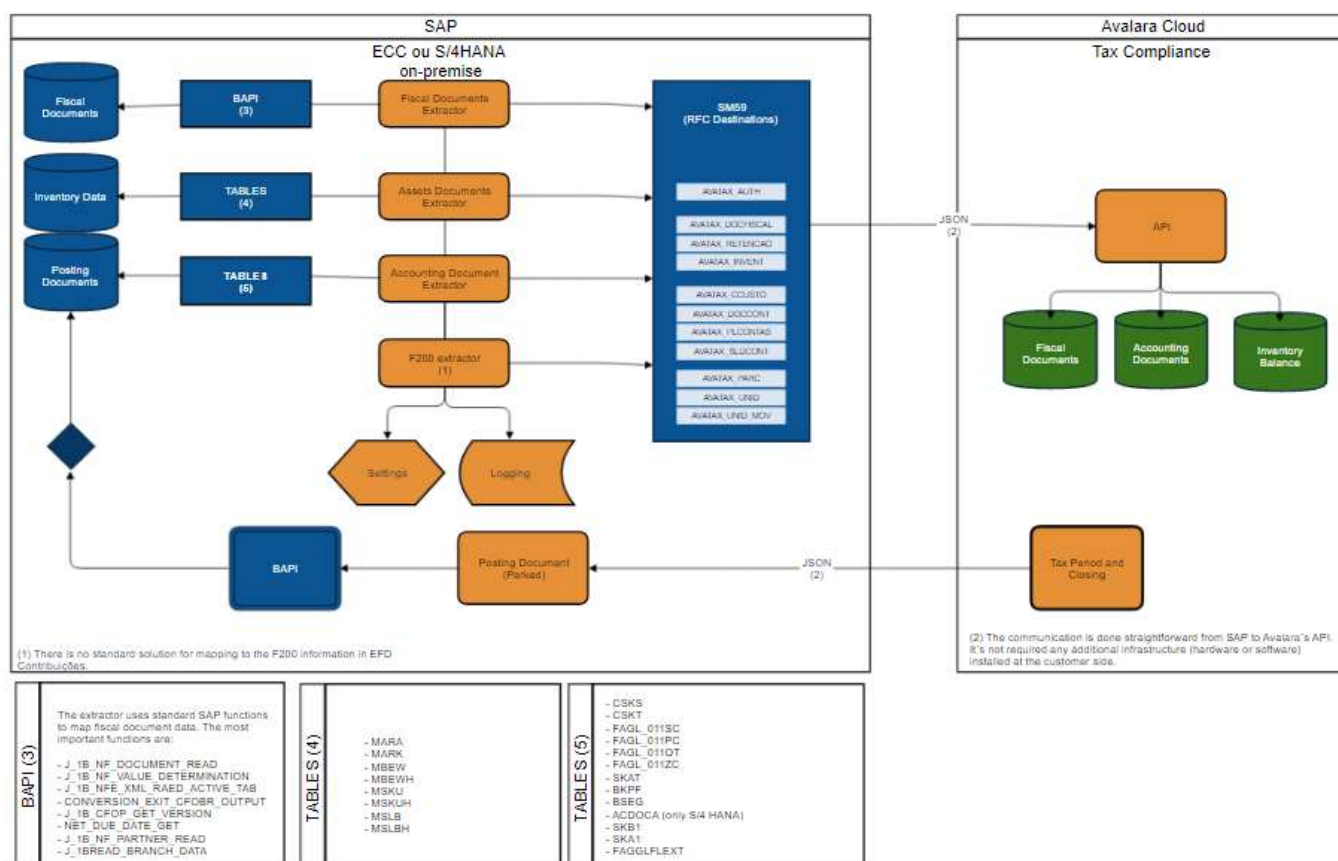 SAP
Avalara Cloud
ECC ou S/4HANA
on-premise
Tax Compliance
Fiscal
Documents
BAPI
(3)
Fiscal Documents
Extractor
SM59
(RFC Destinations)
Inventory Data
TABLES
(4)
Assets Documents
Extractor
AVATAX_AUTH
AVATAX_DOCFISCAL
AVATAX_RETENCAO
AVATAX_INVENT
JSON
(2)
API
Posting
Documents
TABLES
(5)
Accounting Document
Extractor
AVATAX_CCUSTO
AVATAX_DOCCONT
AVATAX_PLCONTAS
AVATAX_SLDCONT
F200 extractor
(1)
AVATAX_PARC
AVATAX_UNID
AVATAX_UNID_MOV
Fiscal
Documents
Accounting
Documents
Inventory
Balance
Settings
Logging
BAPI
Posting Document
(Parked)
JSON
(2)
Tax Period and
Closing
(1) There is no standard solution for mapping to the F200 information in EFD
Contribuições.
(2) The communication is done straightforward from SAP to Avalara´s API.
It´s not required any additional infrastructure (hardware or software)
installed at the customer side.
BAPI (3)
The extractor uses standard SAP functions
to map fiscal document data. The most
important functions are:
- J_1B_NF_DOCUMENT_READ
- J_1B_NF_VALUE_DETERMINATION
- J_1B_NFE_XML_RAED_ACTIVE_TAB
- CONVERSION_EXIT_CFOBR_OUTPUT
- J_1B_CFOP_GET_VERSION
- NET_DUE_DATE_GET
- J_1B_NF_PARTNER_READ
- J_1BREAD_BRANCH_DATA
TABLES (4)
- MARA
- MARK
- MBEW
- MBEWH
- MSKU
- MSKUH
- MSLB
- MSLBH
TABLES (5)
- CSKS
- CSKT
- FAGL_011SC
- FAGL_011PC
- FAGL_011QT
- FAGL_011ZC
- SKAT
- BKPF
- BSEG
- ACDOCA (only S/4 HANA)
- SKB1
- SKA1
- FAGGLFLEXT